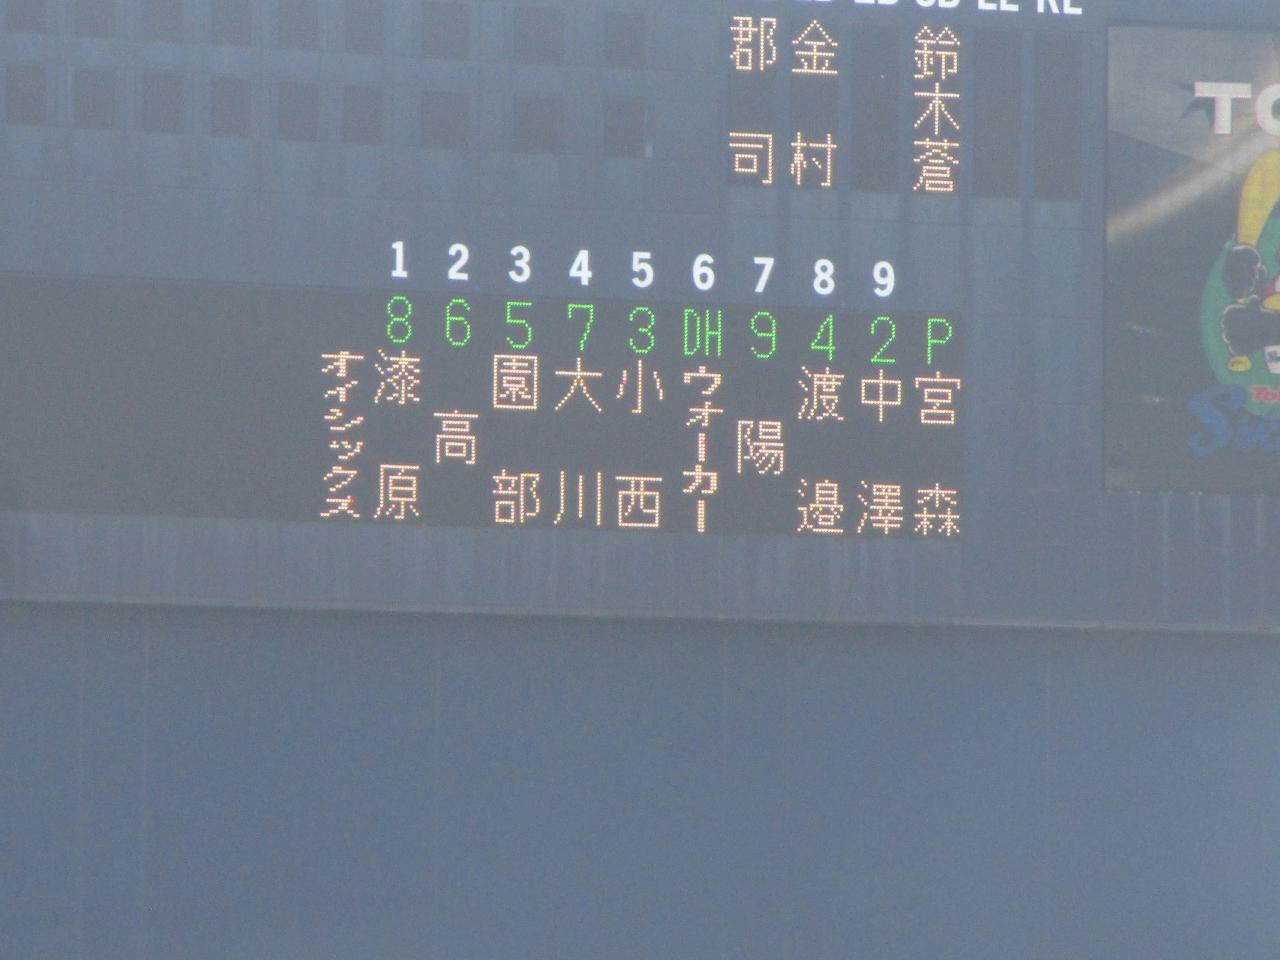 郡司 金村 鈴木蒼
1 2 3 4 5 6 7 8 9
8 6 5 7 3 DH 9 4 2 P
オイシックス 漆原 高 園部 大川 小西 ウォーカー 陽 渡邉 中澤 宮森